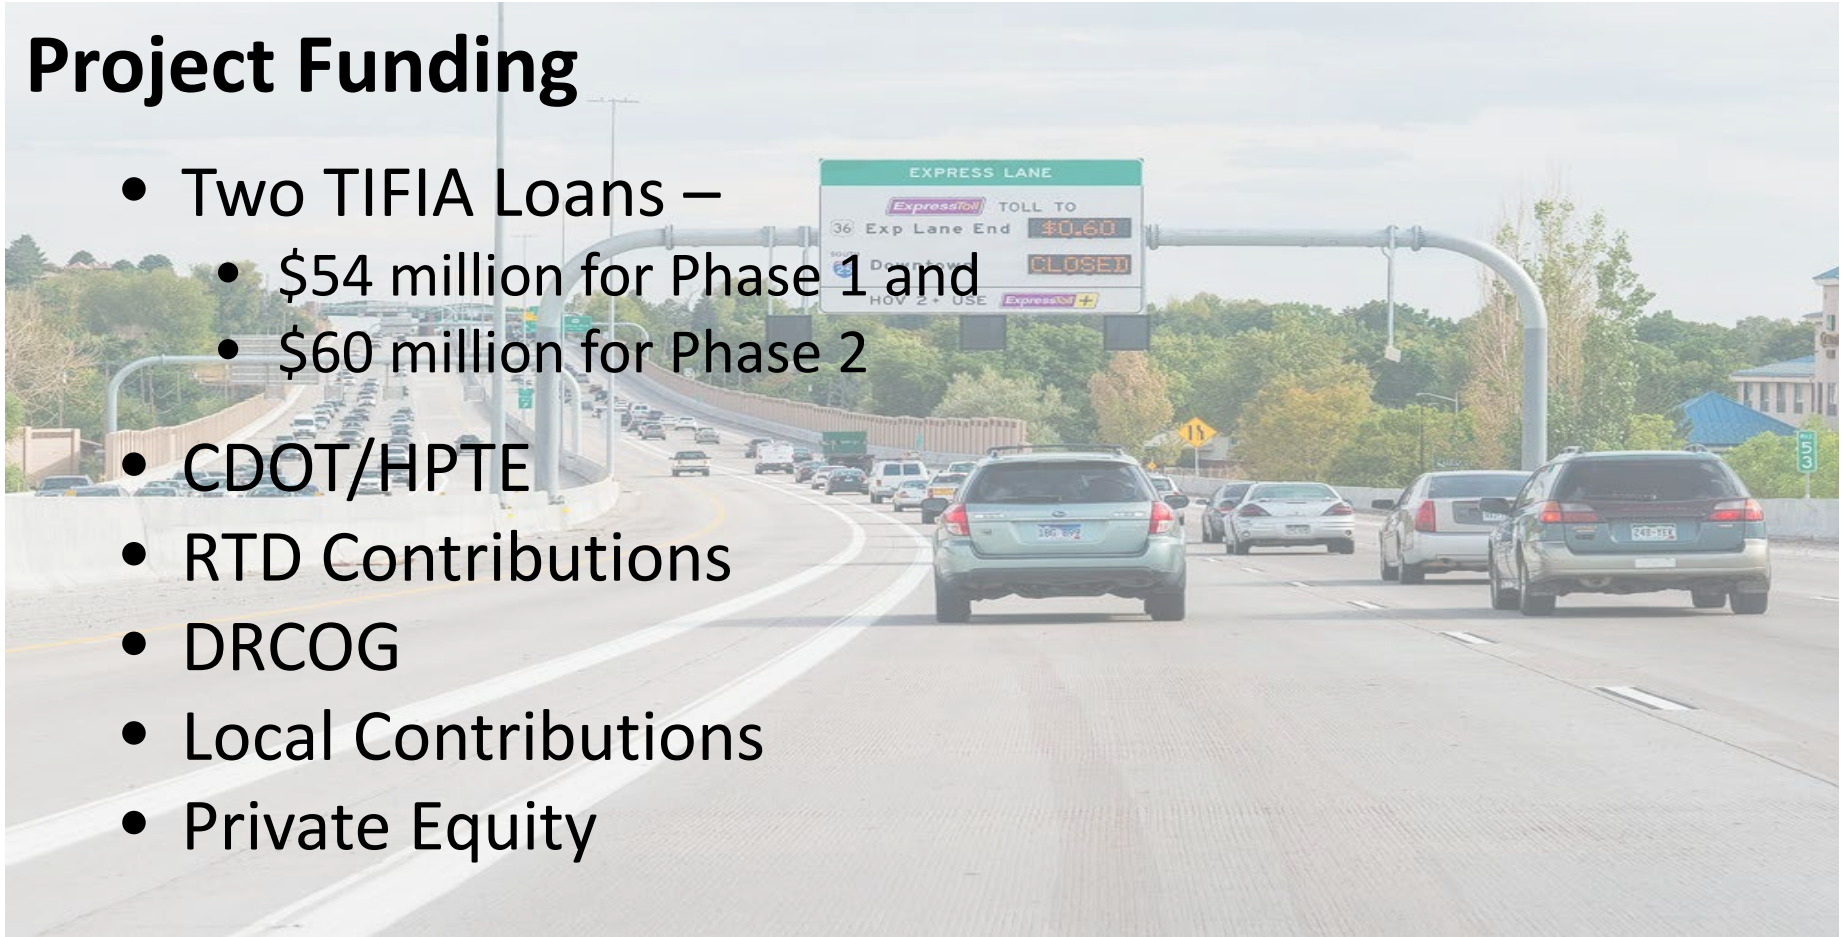 Project Funding
• Two TIFIA Loans –
• $54 million for Phase 1 and
• $60 million for Phase 2
• CDOT/HPTE
• RTD Contributions
• DRCOG
• Local Contributions
• Private Equity
EXPRESS LANE
ExpressToll TOLL TO
36 Exp Lane End $0.60
Downtown CLOSED
HOV 2+ USE ExpressToll +
53